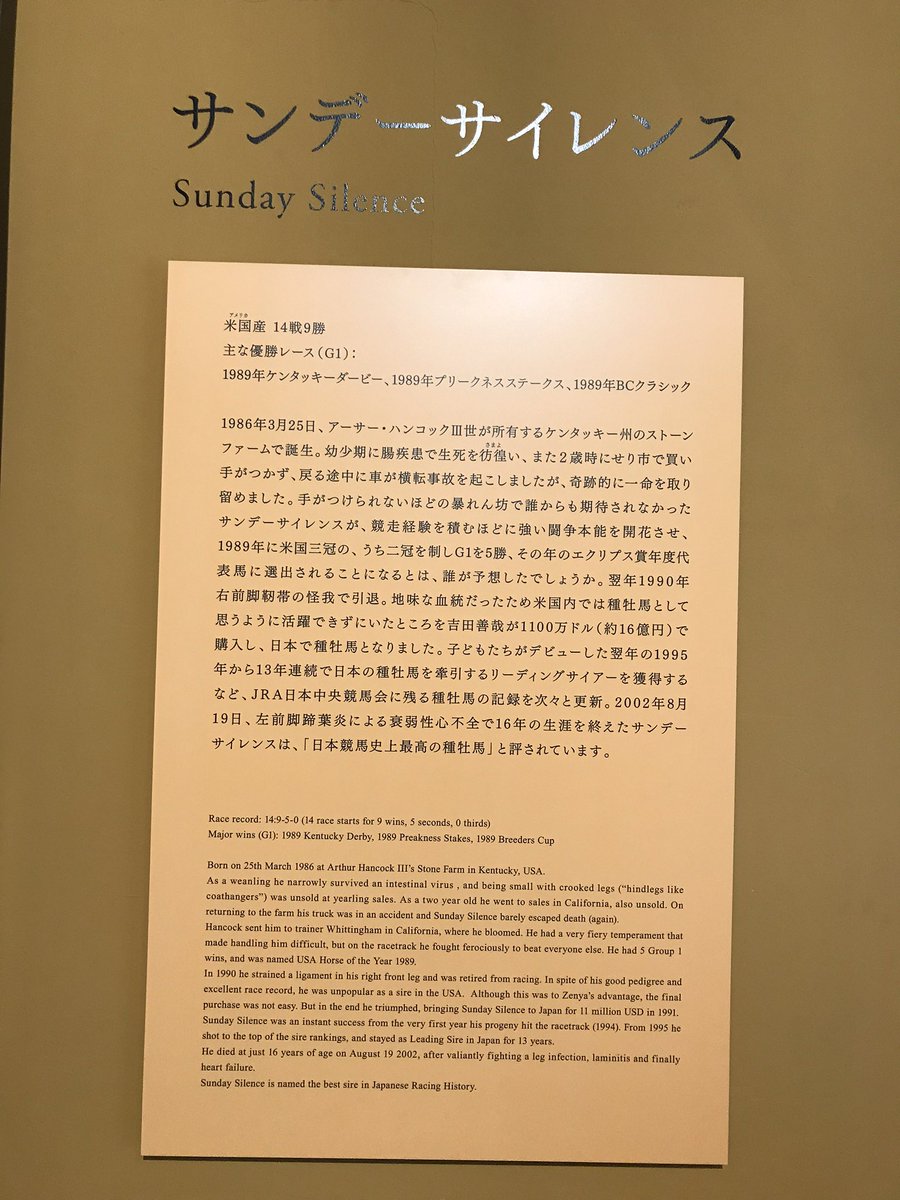 サンデーサイレンス
Sunday Silence
アメリカ
米国産 14戦9勝
主な優勝レース（G1）：
1989年ケンタッキーダービー、1989年プリークネスステークス、1989年BCクラシック
1986年3月25日、アーサー・ハンコックⅢ世が所有するケンタッキー州のストーン
さまよ
ファームで誕生。幼少期に腸疾患で生死を彷徨い、また2歳時にせり市で買い
手がつかず、戻る途中に車が横転事故を起こしましたが、奇跡的に一命を取り
留めました。手がつけられないほどの暴れん坊で誰からも期待されなかった
サンデーサイレンスが、競走経験を積むほどに強い闘争本能を開花させ、
1989年に米国三冠の、うち二冠を制しG1を5勝、その年のエクリプス賞年度代
表馬に選出されることになるとは、誰が予想したでしょうか。翌年1990年
右前脚靭帯の怪我で引退。地味な血統だったため米国内では種牡馬として
思うように活躍できずにいたところを吉田善哉が1100万ドル（約16億円）で
購入し、日本で種牡馬となりました。子どもたちがデビューした翌年の1995
年から13年連続で日本の種牡馬を牽引するリーディングサイアーを獲得する
など、JRA日本中央競馬会に残る種牡馬の記録を次々と更新。2002年8月
19日、左前脚蹄葉炎による衰弱性心不全で16年の生涯を終えたサンデー
サイレンスは、「日本競馬史上最高の種牡馬」と評されています。
Race record: 14:9-5-0 (14 race starts for 9 wins, 5 seconds, 0 thirds)
Major wins (G1): 1989 Kentucky Derby, 1989 Preakness Stakes, 1989 Breeders Cup
Born on 25th March 1986 at Arthur Hancock III's Stone Farm in Kentucky, USA.
As a weanling he narrowly survived an intestinal virus , and being small with crooked legs ("hindlegs like
coathangers") was unsold at yearling sales. As a two year old he went to sales in California, also unsold. On
returning to the farm his truck was in an accident and Sunday Silence barely escaped death (again).
Hancock sent him to trainer Whittingham in California, where he bloomed. He had a very fiery temperament that
made handling him difficult, but on the racetrack he fought ferociously to beat everyone else. He had 5 Group 1
wins, and was named USA Horse of the Year 1989.
In 1990 he strained a ligament in his right front leg and was retired from racing. In spite of his good pedigree and
excellent race record, he was unpopular as a sire in the USA. Although this was to Zenya's advantage, the final
purchase was not easy. But in the end he triumphed, bringing Sunday Silence to Japan for 11 million USD in 1991.
Sunday Silence was an instant success from the very first year his progeny hit the racetrack (1994). From 1995 he
shot to the top of the sire rankings, and stayed as Leading Sire in Japan for 13 years.
He died at just 16 years of age on August 19 2002, after valiantly fighting a leg infection, laminitis and finally
heart failure.
Sunday Silence is named the best sire in Japanese Racing History.